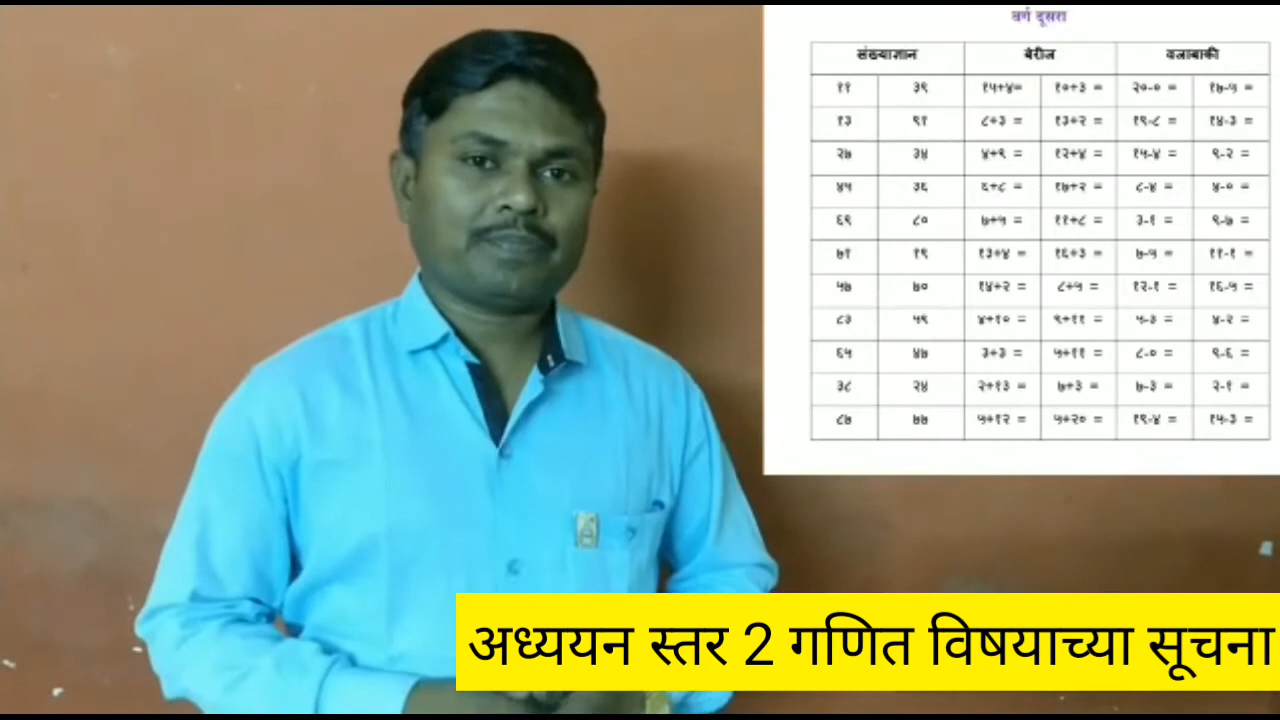 वर्ग दूसरा
संख्याज्ञान बेरीज वजाबाकी
११ ३९ १५+४= १०+३ = २०-० = १७-५ =
१३ ९१ ८+३ = १३+२ = १९-८ = १४-३ =
२७ ३४ ४+९ = १२+४ = १५-४ = ९-२ =
४५ ३६ ६+८ = १७+२ = ८-४ = ४-० =
६९ ८० ७+५ = ११+८ = ३-१ = ९-७ =
७१ १९ १३+४ = १६+३ = ७-५ = ११-१ =
५७ ७० १४+२ = ८+५ = १२-१ = १६-५ =
८३ ५९ ४+१० = ९+११ = ५-३ = ४-२ =
६५ ४७ ३+३ = ५+११ = ८-० = ९-६ =
३८ २४ २+१३ = ७+३ = ७-३ = २-१ =
८७ ७७ ५+१२ = ५+२० = १९-४ = १५-३ =
अध्ययन स्तर 2 गणित विषयाच्या सूचना